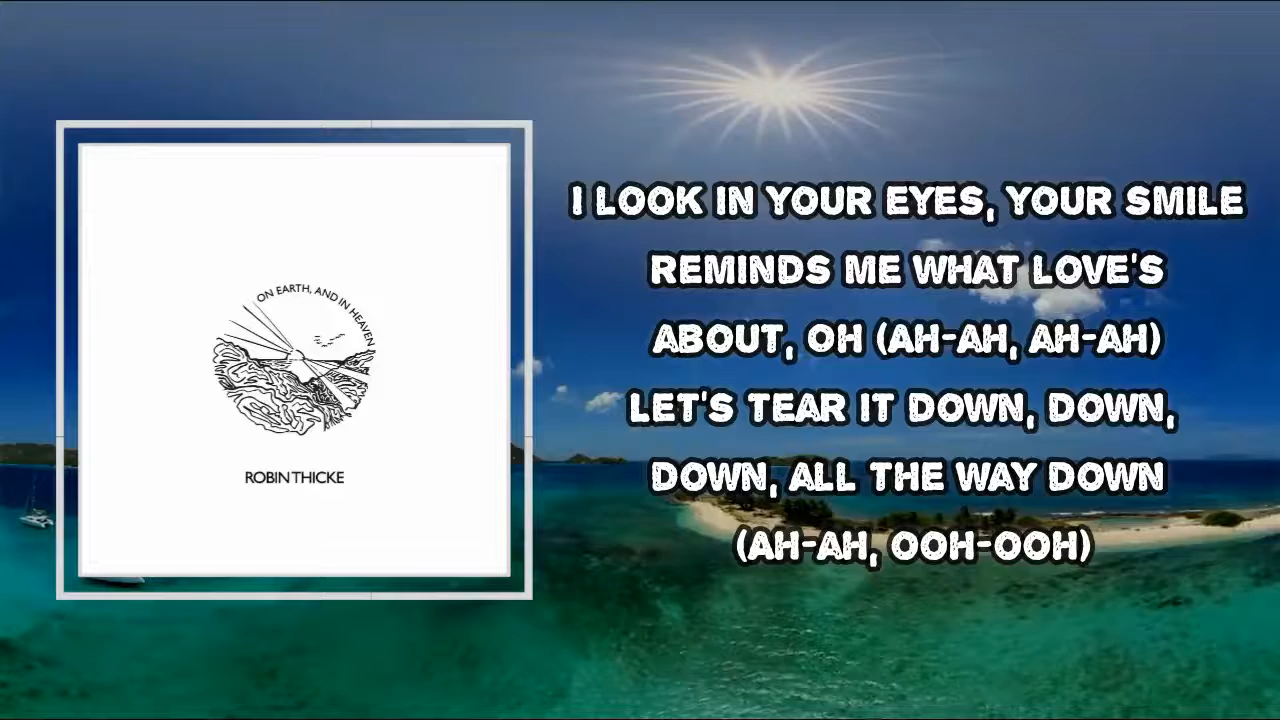 ON EARTH, AND IN HEAVEN
ROBIN THICKE
I LOOK IN YOUR EYES, YOUR SMILE
REMINDS ME WHAT LOVE'S
ABOUT, OH (AH-AH, AH-AH)
LET'S TEAR IT DOWN, DOWN,
DOWN, ALL THE WAY DOWN
(AH-AH, OOH-OOH)